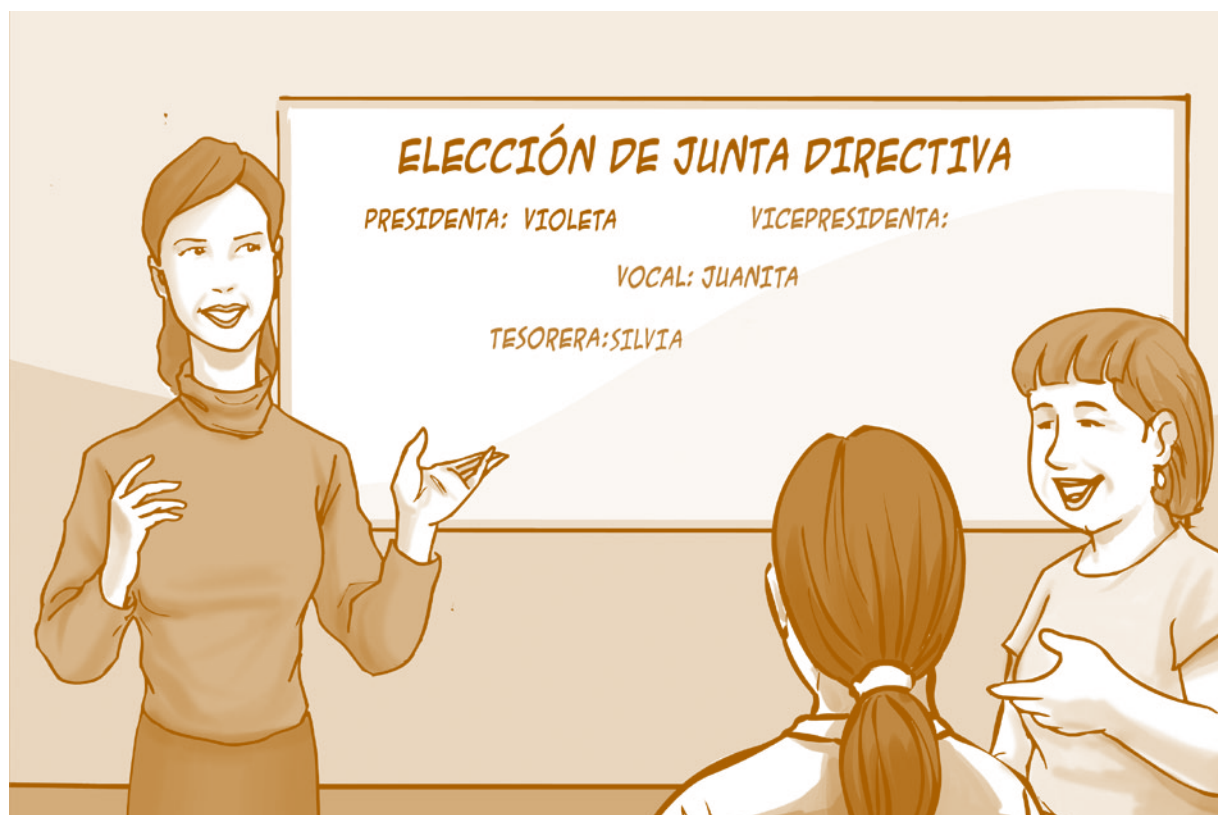 ELECCIÓN DE JUNTA DIRECTIVA
PRESIDENTA: VIOLETA VICEPRESIDENTA:
VOCAL: JUANITA
TESORERA:SILVIA